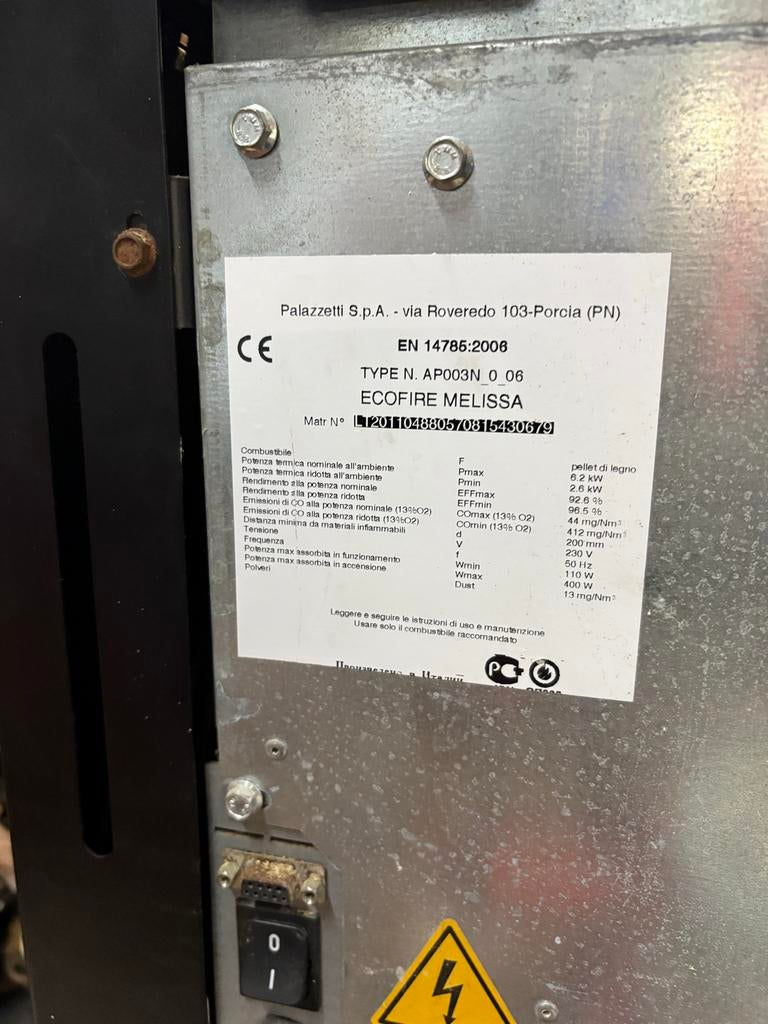 Palazzetti S.p.A. - via Roveredo 103-Porcia (PN)
CE
EN 14785:2006
TYPE N. AP003N_0_06
ECOFIRE MELISSA
Matr N° LT201104880570815430679
Combustibile F pellet di legno
Potenza termica nominale all'ambiente Pmax 6.2 kW
Potenza termica ridotta all'ambiente Pmin 2.6 kW
Rendimento alla potenza nominale EFFmax 92.6 %
Rendimento alla potenza ridotta EFFmin 96.5 %
Emissioni di CO alla potenza nominale (13%O2) COmax (13% O2) 44 mg/Nm³
Emissioni di CO alla potenza ridotta (13%O2) COmin (13% O2) 412 mg/Nm³
Distanza minima da materiali infiammabili d 200 mm
Tensione V 230 V
Frequenza f 50 Hz
Potenza max assorbita in funzionamento Wmin 110 W
Potenza max assorbita in accensione Wmax 400 W
Polveri Dust 13 mg/Nm³
Leggere e seguire le istruzioni di uso e manutenzione
Usare solo il combustibile raccomandato
Произведено в Италии
PC
0
I